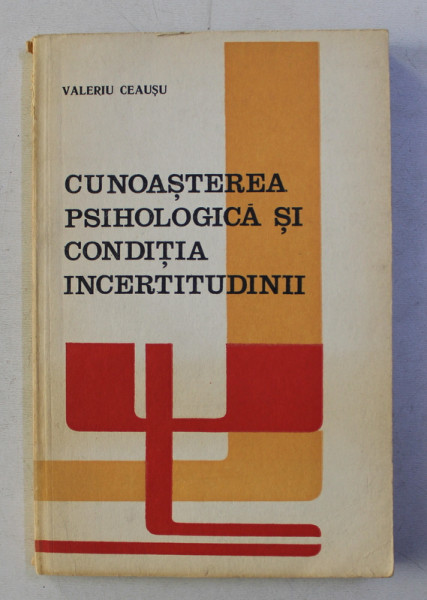 VALERIU CEAUȘU
CUNOAȘTEREA
PSIHOLOGICĂ ȘI
CONDIȚIA
INCERTITUDINII